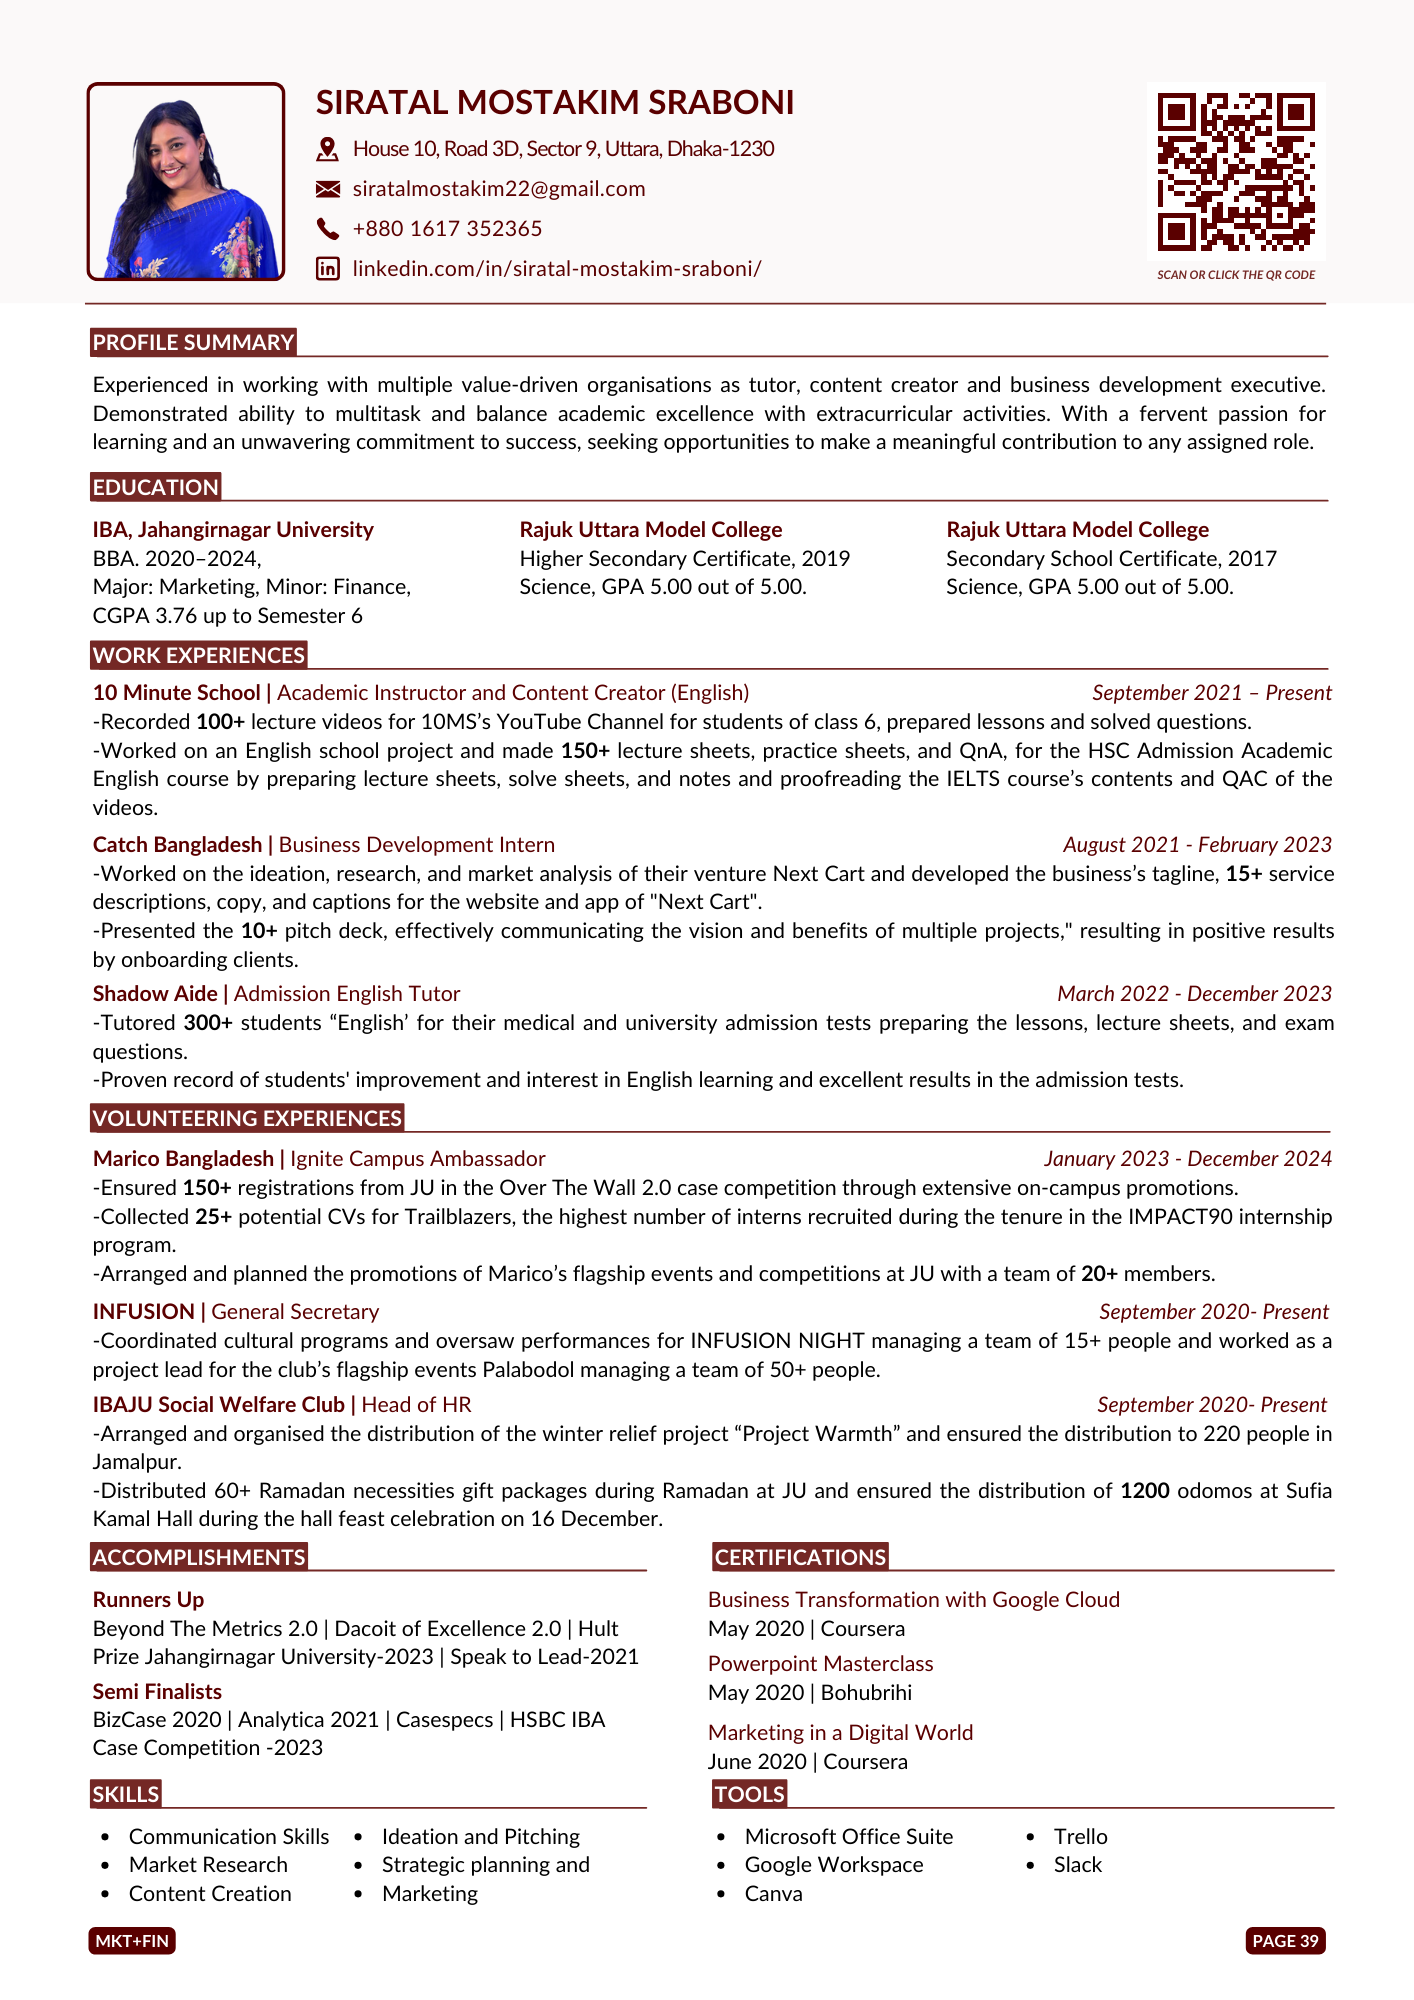 SIRATAL MOSTAKIM SRABONI
House 10, Road 3D, Sector 9, Uttara, Dhaka-1230
siratalmostakim22@gmail.com
+880 1617 352365
linkedin.com/in/siratal-mostakim-sraboni/
SCAN OR CLICK THE QR CODE
PROFILE SUMMARY
Experienced in working with multiple value-driven organisations as tutor, content creator and business development executive.
Demonstrated ability to multitask and balance academic excellence with extracurricular activities. With a fervent passion for
learning and an unwavering commitment to success, seeking opportunities to make a meaningful contribution to any assigned role.
EDUCATION
IBA, Jahangirnagar University
BBA. 2020–2024,
Major: Marketing, Minor: Finance,
CGPA 3.76 up to Semester 6
Rajuk Uttara Model College
Higher Secondary Certificate, 2019
Science, GPA 5.00 out of 5.00.
Rajuk Uttara Model College
Secondary School Certificate, 2017
Science, GPA 5.00 out of 5.00.
WORK EXPERIENCES
10 Minute School | Academic Instructor and Content Creator (English) September 2021 – Present
-Recorded 100+ lecture videos for 10MS’s YouTube Channel for students of class 6, prepared lessons and solved questions.
-Worked on an English school project and made 150+ lecture sheets, practice sheets, and QnA, for the HSC Admission Academic
English course by preparing lecture sheets, solve sheets, and notes and proofreading the IELTS course’s contents and QAC of the
videos.
Catch Bangladesh | Business Development Intern August 2021 - February 2023
-Worked on the ideation, research, and market analysis of their venture Next Cart and developed the business’s tagline, 15+ service
descriptions, copy, and captions for the website and app of "Next Cart".
-Presented the 10+ pitch deck, effectively communicating the vision and benefits of multiple projects," resulting in positive results
by onboarding clients.
Shadow Aide | Admission English Tutor March 2022 - December 2023
-Tutored 300+ students “English’ for their medical and university admission tests preparing the lessons, lecture sheets, and exam
questions.
-Proven record of students' improvement and interest in English learning and excellent results in the admission tests.
VOLUNTEERING EXPERIENCES
Marico Bangladesh | Ignite Campus Ambassador January 2023 - December 2024
-Ensured 150+ registrations from JU in the Over The Wall 2.0 case competition through extensive on-campus promotions.
-Collected 25+ potential CVs for Trailblazers, the highest number of interns recruited during the tenure in the IMPACT90 internship
program.
-Arranged and planned the promotions of Marico’s flagship events and competitions at JU with a team of 20+ members.
INFUSION | General Secretary September 2020- Present
-Coordinated cultural programs and oversaw performances for INFUSION NIGHT managing a team of 15+ people and worked as a
project lead for the club’s flagship events Palabodol managing a team of 50+ people.
IBAJU Social Welfare Club | Head of HR September 2020- Present
-Arranged and organised the distribution of the winter relief project “Project Warmth” and ensured the distribution to 220 people in
Jamalpur.
-Distributed 60+ Ramadan necessities gift packages during Ramadan at JU and ensured the distribution of 1200 odomos at Sufia
Kamal Hall during the hall feast celebration on 16 December.
ACCOMPLISHMENTS
Runners Up
Beyond The Metrics 2.0 | Dacoit of Excellence 2.0 | Hult
Prize Jahangirnagar University-2023 | Speak to Lead-2021
Semi Finalists
BizCase 2020 | Analytica 2021 | Casespecs | HSBC IBA
Case Competition -2023
CERTIFICATIONS
Business Transformation with Google Cloud
May 2020 | Coursera
Powerpoint Masterclass
May 2020 | Bohubrihi
Marketing in a Digital World
June 2020 | Coursera
SKILLS
• Communication Skills
• Market Research
• Content Creation
• Ideation and Pitching
• Strategic planning and
• Marketing
TOOLS
• Microsoft Office Suite
• Google Workspace
• Canva
• Trello
• Slack
MKT+FIN
PAGE 39